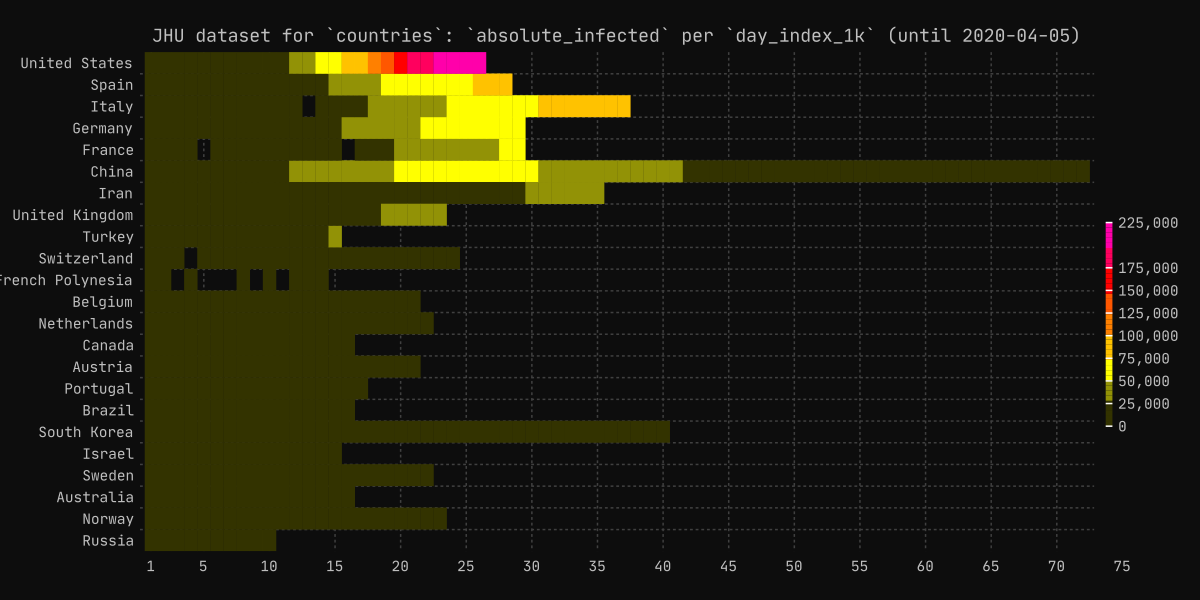 JHU dataset for `countries`: `absolute_infected` per `day_index_1k` (until 2020-04-05)
United States
Spain
Italy
Germany
France
China
Iran
United Kingdom
Turkey
Switzerland
French Polynesia
Belgium
Netherlands
Canada
Austria
Portugal
Brazil
South Korea
Israel
Sweden
Australia
Norway
Russia
1 5 10 15 20 25 30 35 40 45 50 55 60 65 70 75
225,000
175,000
150,000
125,000
100,000
75,000
50,000
25,000
0